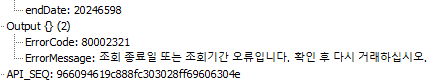 endDate: 20246598
Output {} (2)
ErrorCode: 80002321
ErrorMessage: 조회 종료일 또는 조회기간 오류입니다. 확인 후 다시 거래하십시오.
API_SEQ: 966094619c888fc303028ff69606304e